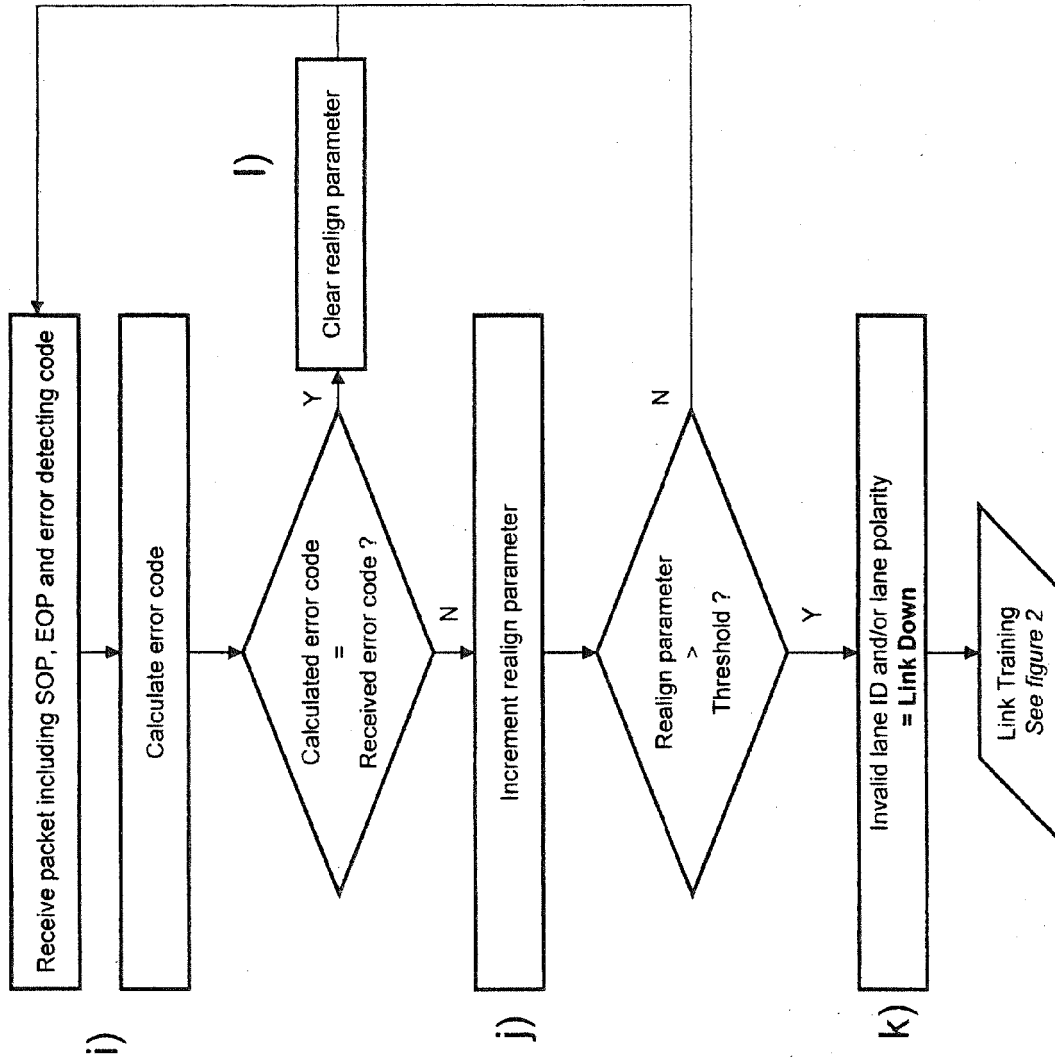 i)
Receive packet including SOP, EOP and error detecting code
Calculate error code
Calculated error code
=
Received error code ?
Y
N
l)
Clear realign parameter
j)
Increment realign parameter
Realign parameter
>
Threshold ?
N
Y
k)
Invalid lane ID and/or lane polarity
= Link Down
Link Training
See figure 2